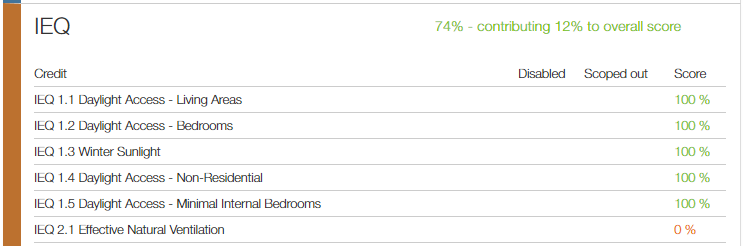 IEQ 74% - contributing 12% to overall score
Credit Disabled Scoped out Score
IEQ 1.1 Daylight Access - Living Areas 100 %
IEQ 1.2 Daylight Access - Bedrooms 100 %
IEQ 1.3 Winter Sunlight 100 %
IEQ 1.4 Daylight Access - Non-Residential 100 %
IEQ 1.5 Daylight Access - Minimal Internal Bedrooms 100 %
IEQ 2.1 Effective Natural Ventilation 0 %